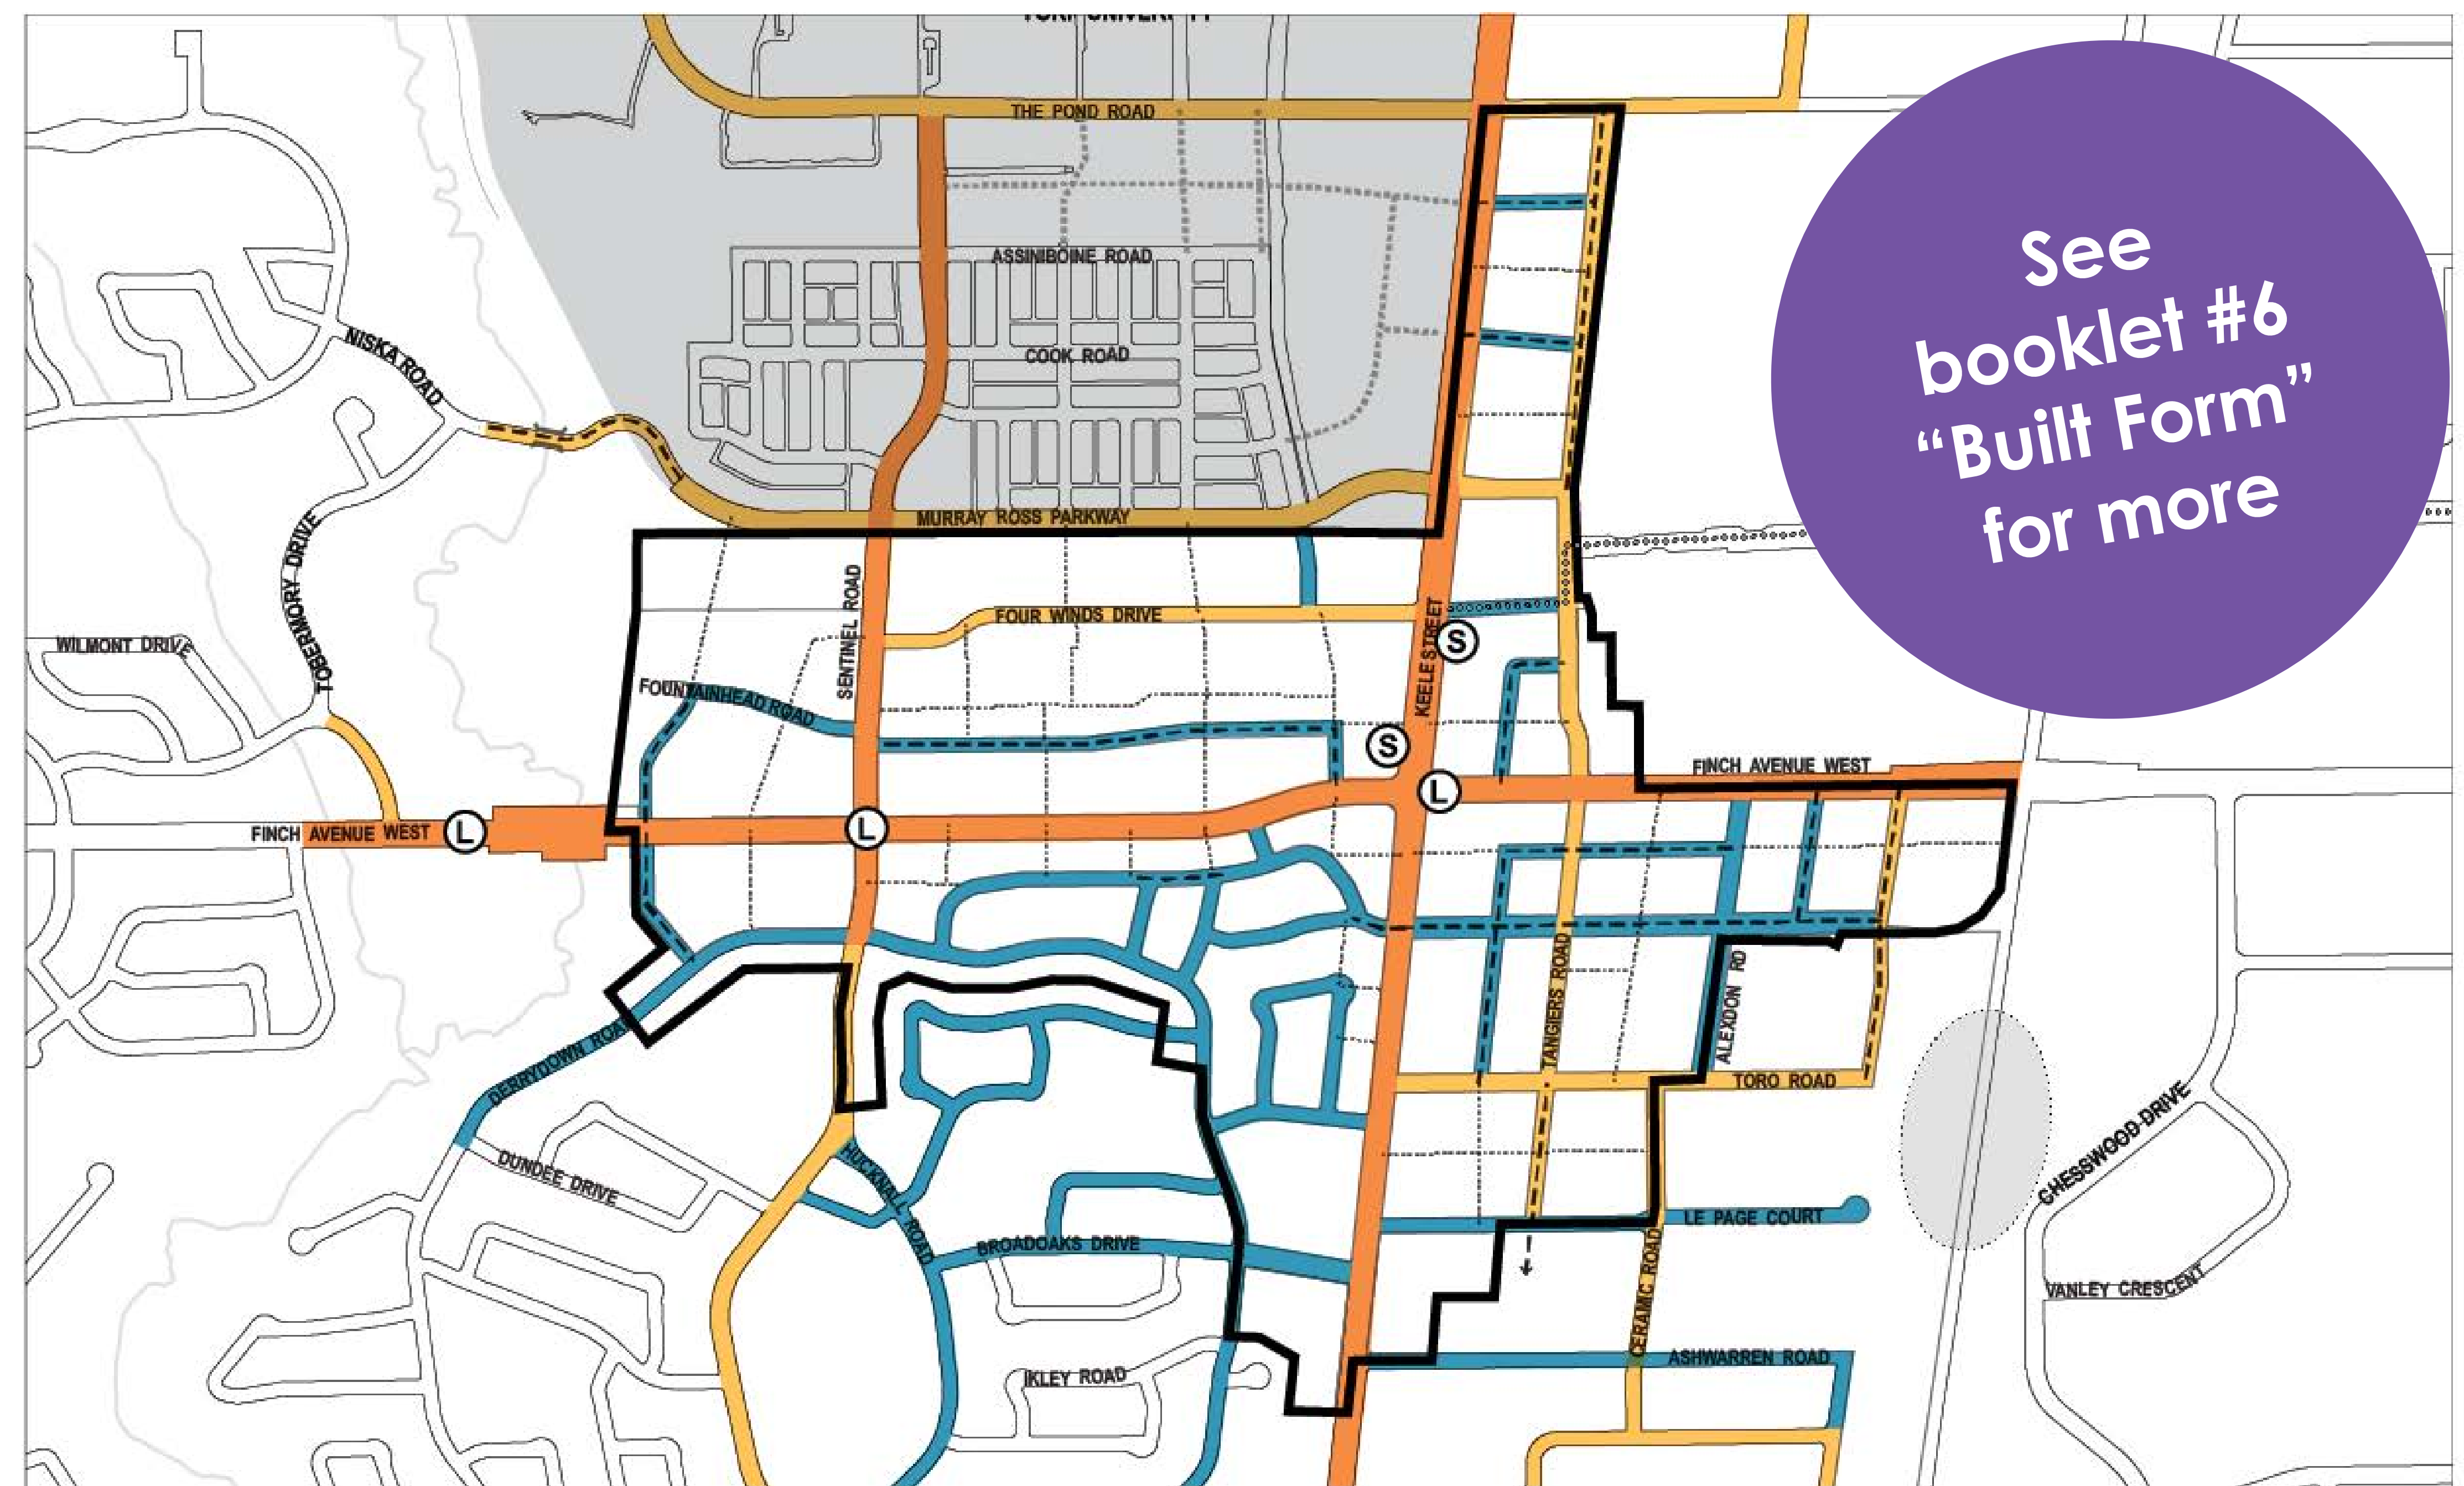 THE POND ROAD
ASSINIBOINE ROAD
COOK ROAD
NISKA ROAD
See
booklet #6
“Built Form”
for more
MURRAY ROSS PARKWAY
TOBERMORY DRIVE
SENTINEL ROAD
FOUR WINDS DRIVE
KEELE STREET
S
WILMONT DRIVE
FOUNTAINHEAD ROAD
S
FINCH AVENUE WEST
L
FINCH AVENUE WEST
L
L
TANGIERS ROAD
ALEXDON RD
DERRYDOWN ROAD
TORO ROAD
CHESSWOOD DRIVE
DUNDEE DRIVE
HUCKNALL ROAD
LE PAGE COURT
BROADOAKS DRIVE
CERAMIC ROAD
VANLEY CRESCENT
ASHWARREN ROAD
IKLEY ROAD